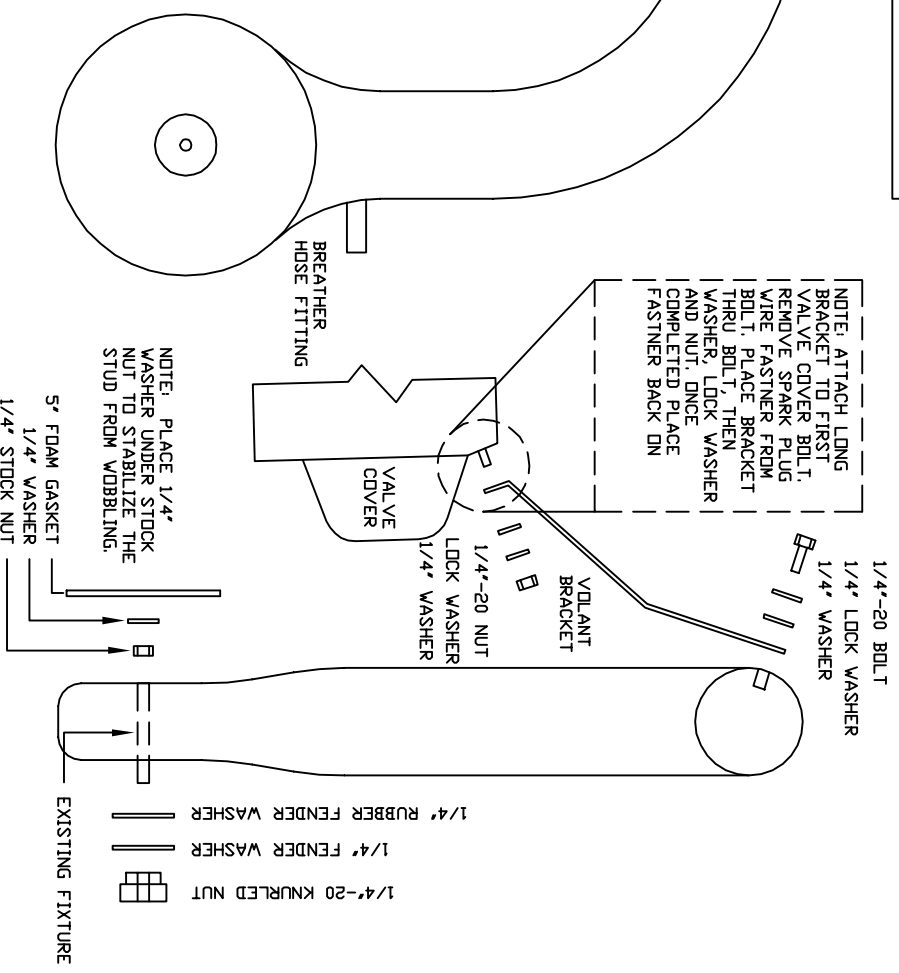 NOTE: ATTACH LONG
BRACKET TO FIRST
VALVE COVER BOLT.
REMOVE SPARK PLUG
WIRE FASTNER FROM
BOLT. PLACE BRACKET
THRU BOLT, THEN
WASHER, LOCK WASHER
AND NUT. ONCE
COMPLETED PLACE
FASTNER BACK ON
1/4"-20 BOLT
1/4" LOCK WASHER
1/4" WASHER
BREATHER
HOSE FITTING
VALVE
COVER
VOLANT
BRACKET
1/4"-20 NUT
LOCK WASHER
1/4" WASHER
NOTE: PLACE 1/4"
WASHER UNDER STOCK
NUT TO STABILIZE THE
STUD FROM WOBBLING.
5" FOAM GASKET
1/4" WASHER
1/4" STOCK NUT
1/4" RUBBER FENDER WASHER
1/4" FENDER WASHER
1/4"-20 KNURLED NUT
EXISTING FIXTURE